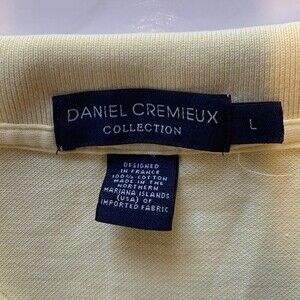 DANIEL CREMIEUX
COLLECTION
L
DESIGNED
IN FRANCE
100% COTTON
MADE IN THE
NORTHERN
MARIANA ISLANDS
(USA) OF
IMPORTED FABRIC